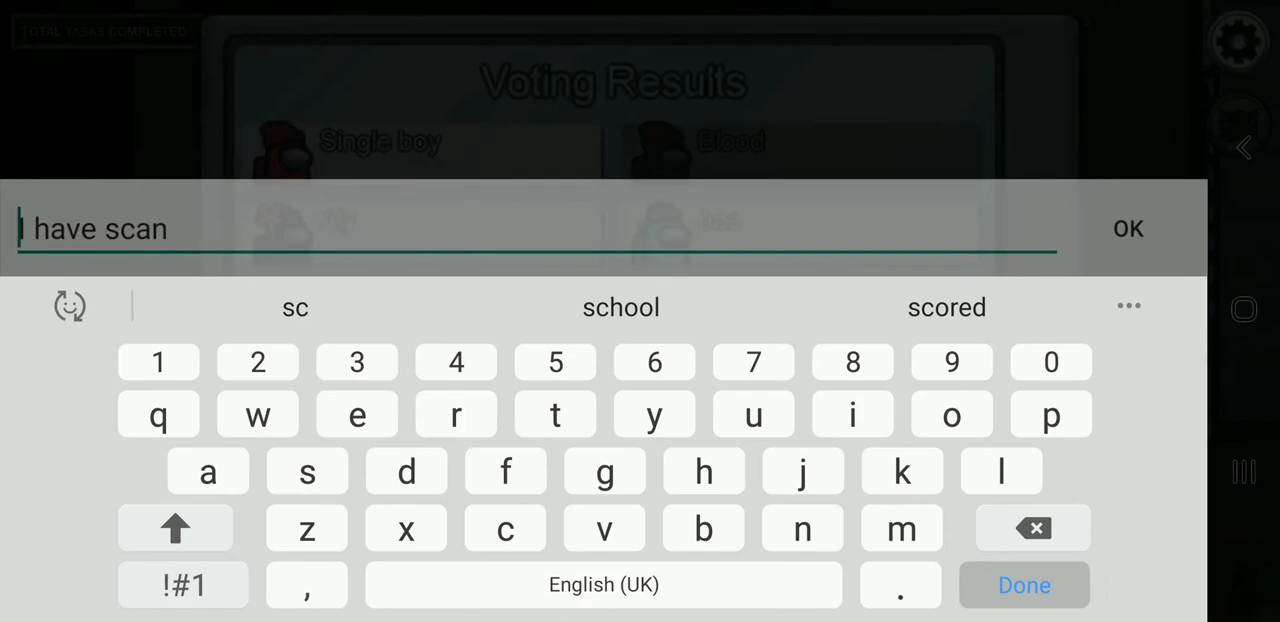 TOTAL TASKS COMPLETED
Voting Results
Single boy
Blood
I have scan
OK
sc
school
scored
1 2 3 4 5 6 7 8 9 0
q w e r t y u i o p
a s d f g h j k l
z x c v b n m
!#1 , English (UK) . Done